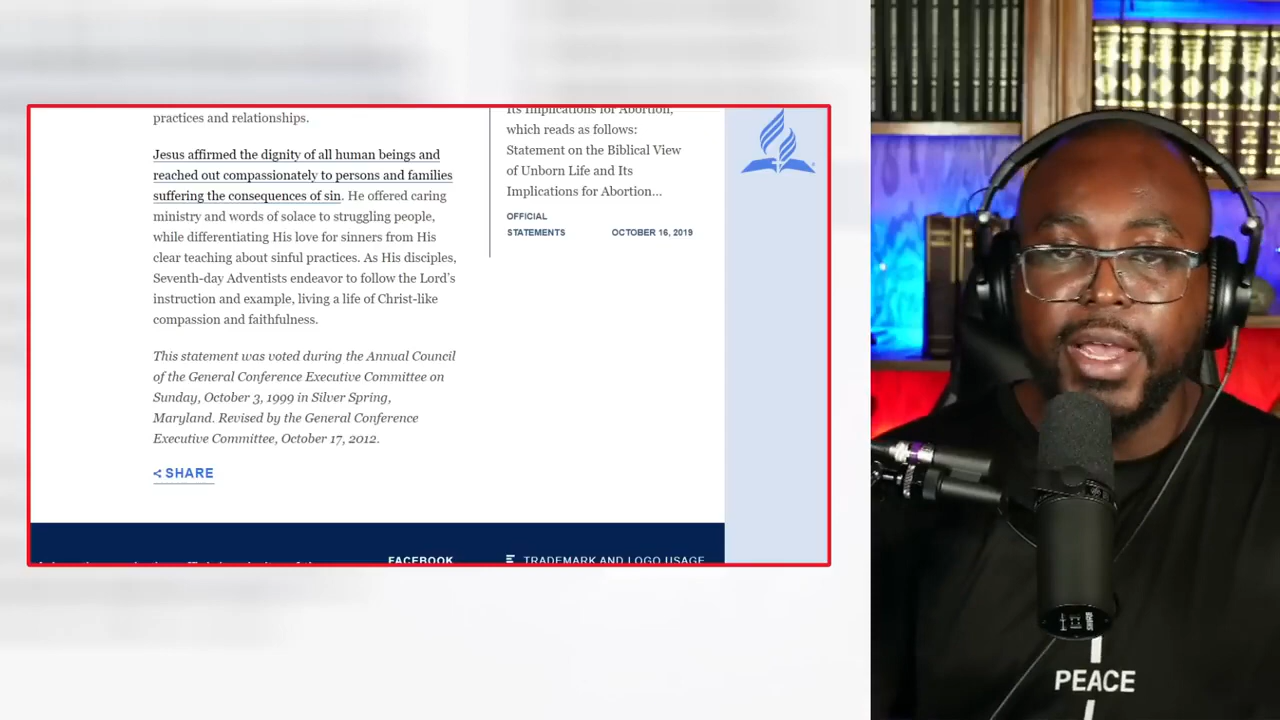 practices and relationships.
Jesus affirmed the dignity of all human beings and
reached out compassionately to persons and families
suffering the consequences of sin. He offered caring
ministry and words of solace to struggling people,
while differentiating His love for sinners from His
clear teaching about sinful practices. As His disciples,
Seventh-day Adventists endeavor to follow the Lord's
instruction and example, living a life of Christ-like
compassion and faithfulness.
This statement was voted during the Annual Council
of the General Conference Executive Committee on
Sunday, October 3, 1999 in Silver Spring,
Maryland. Revised by the General Conference
Executive Committee, October 17, 2012.
SHARE
Its Implications for Abortion,
which reads as follows:
Statement on the Biblical View
of Unborn Life and Its
Implications for Abortion...
OFFICIAL
STATEMENTS OCTOBER 16, 2019
FACEBOOK
TRADEMARK AND LOGO USAGE
PEACE